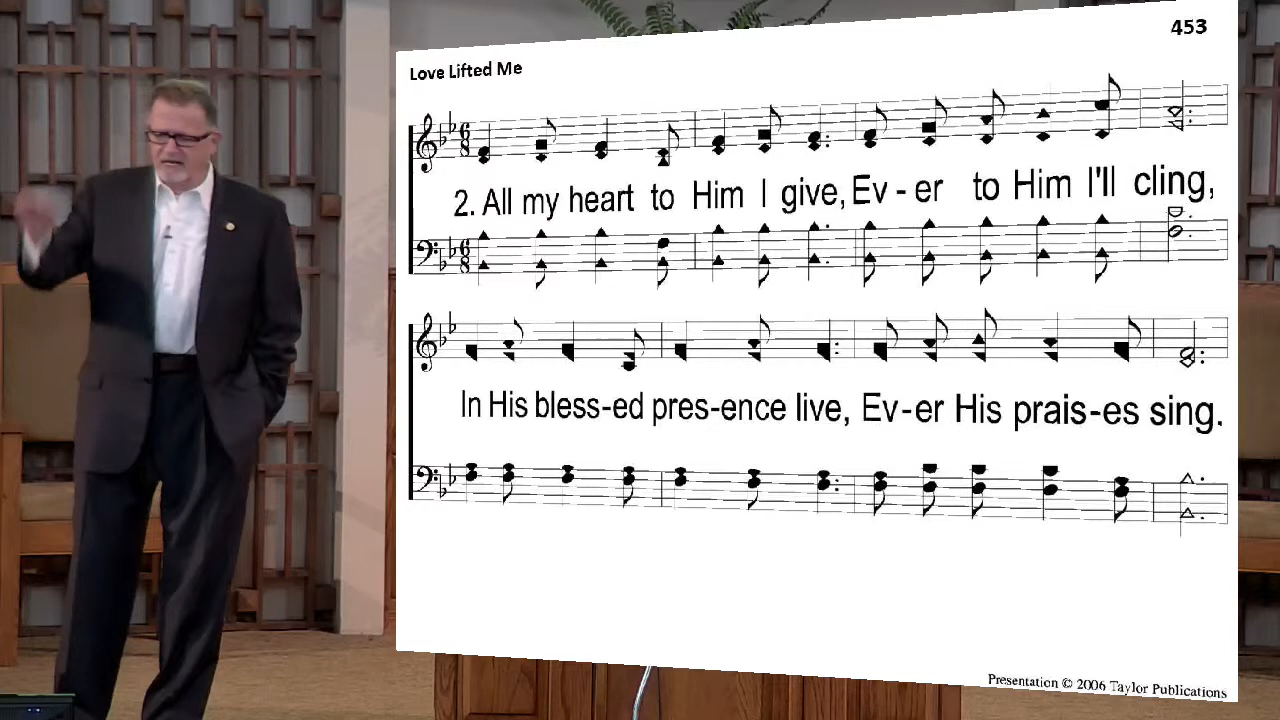 453
Love Lifted Me
2. All my heart to Him I give, Ev - er to Him I'll cling,
In His bless-ed pres-ence live, Ev-er His prais-es sing.
Presentation © 2006 Taylor Publications